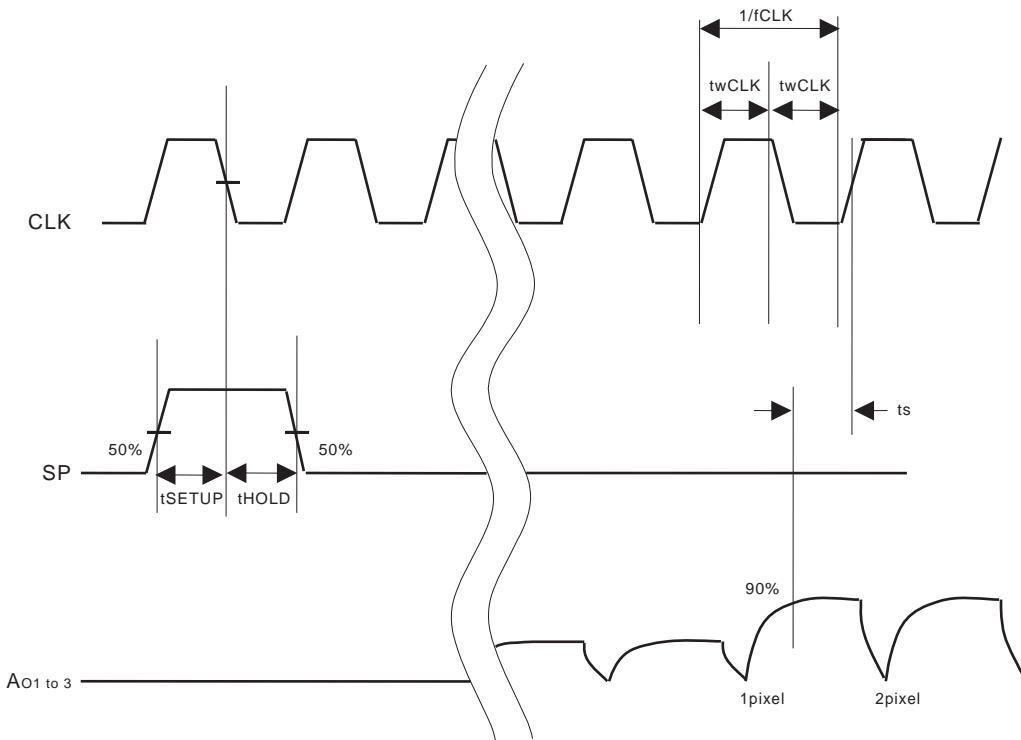 1/fCLK
twCLK twCLK
CLK
ts
50% 50%
SP
tSETUP tHOLD
90%
AO1 to 3
1pixel 2pixel